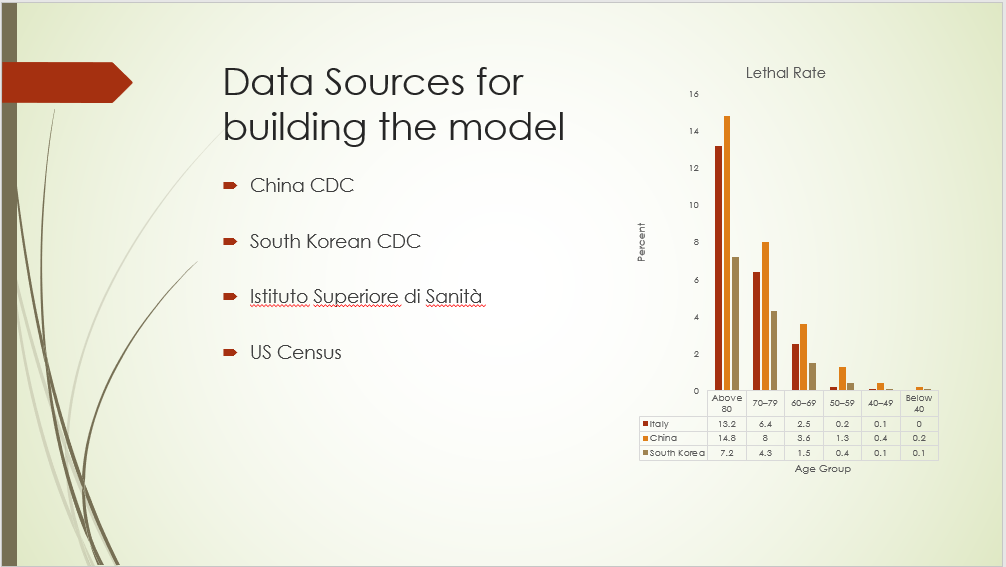 Data Sources for
building the model
China CDC
South Korean CDC
Istituto Superiore di Sanità
US Census
Lethal Rate
Percent
16
14
12
10
8
6
4
2
0
Above 80 70–79 60–69 50–59 40–49 Below 40
Italy 13.2 6.4 2.5 0.2 0.1 0
China 14.8 8 3.6 1.3 0.4 0.2
South Korea 7.2 4.3 1.5 0.4 0.1 0.1
Age Group